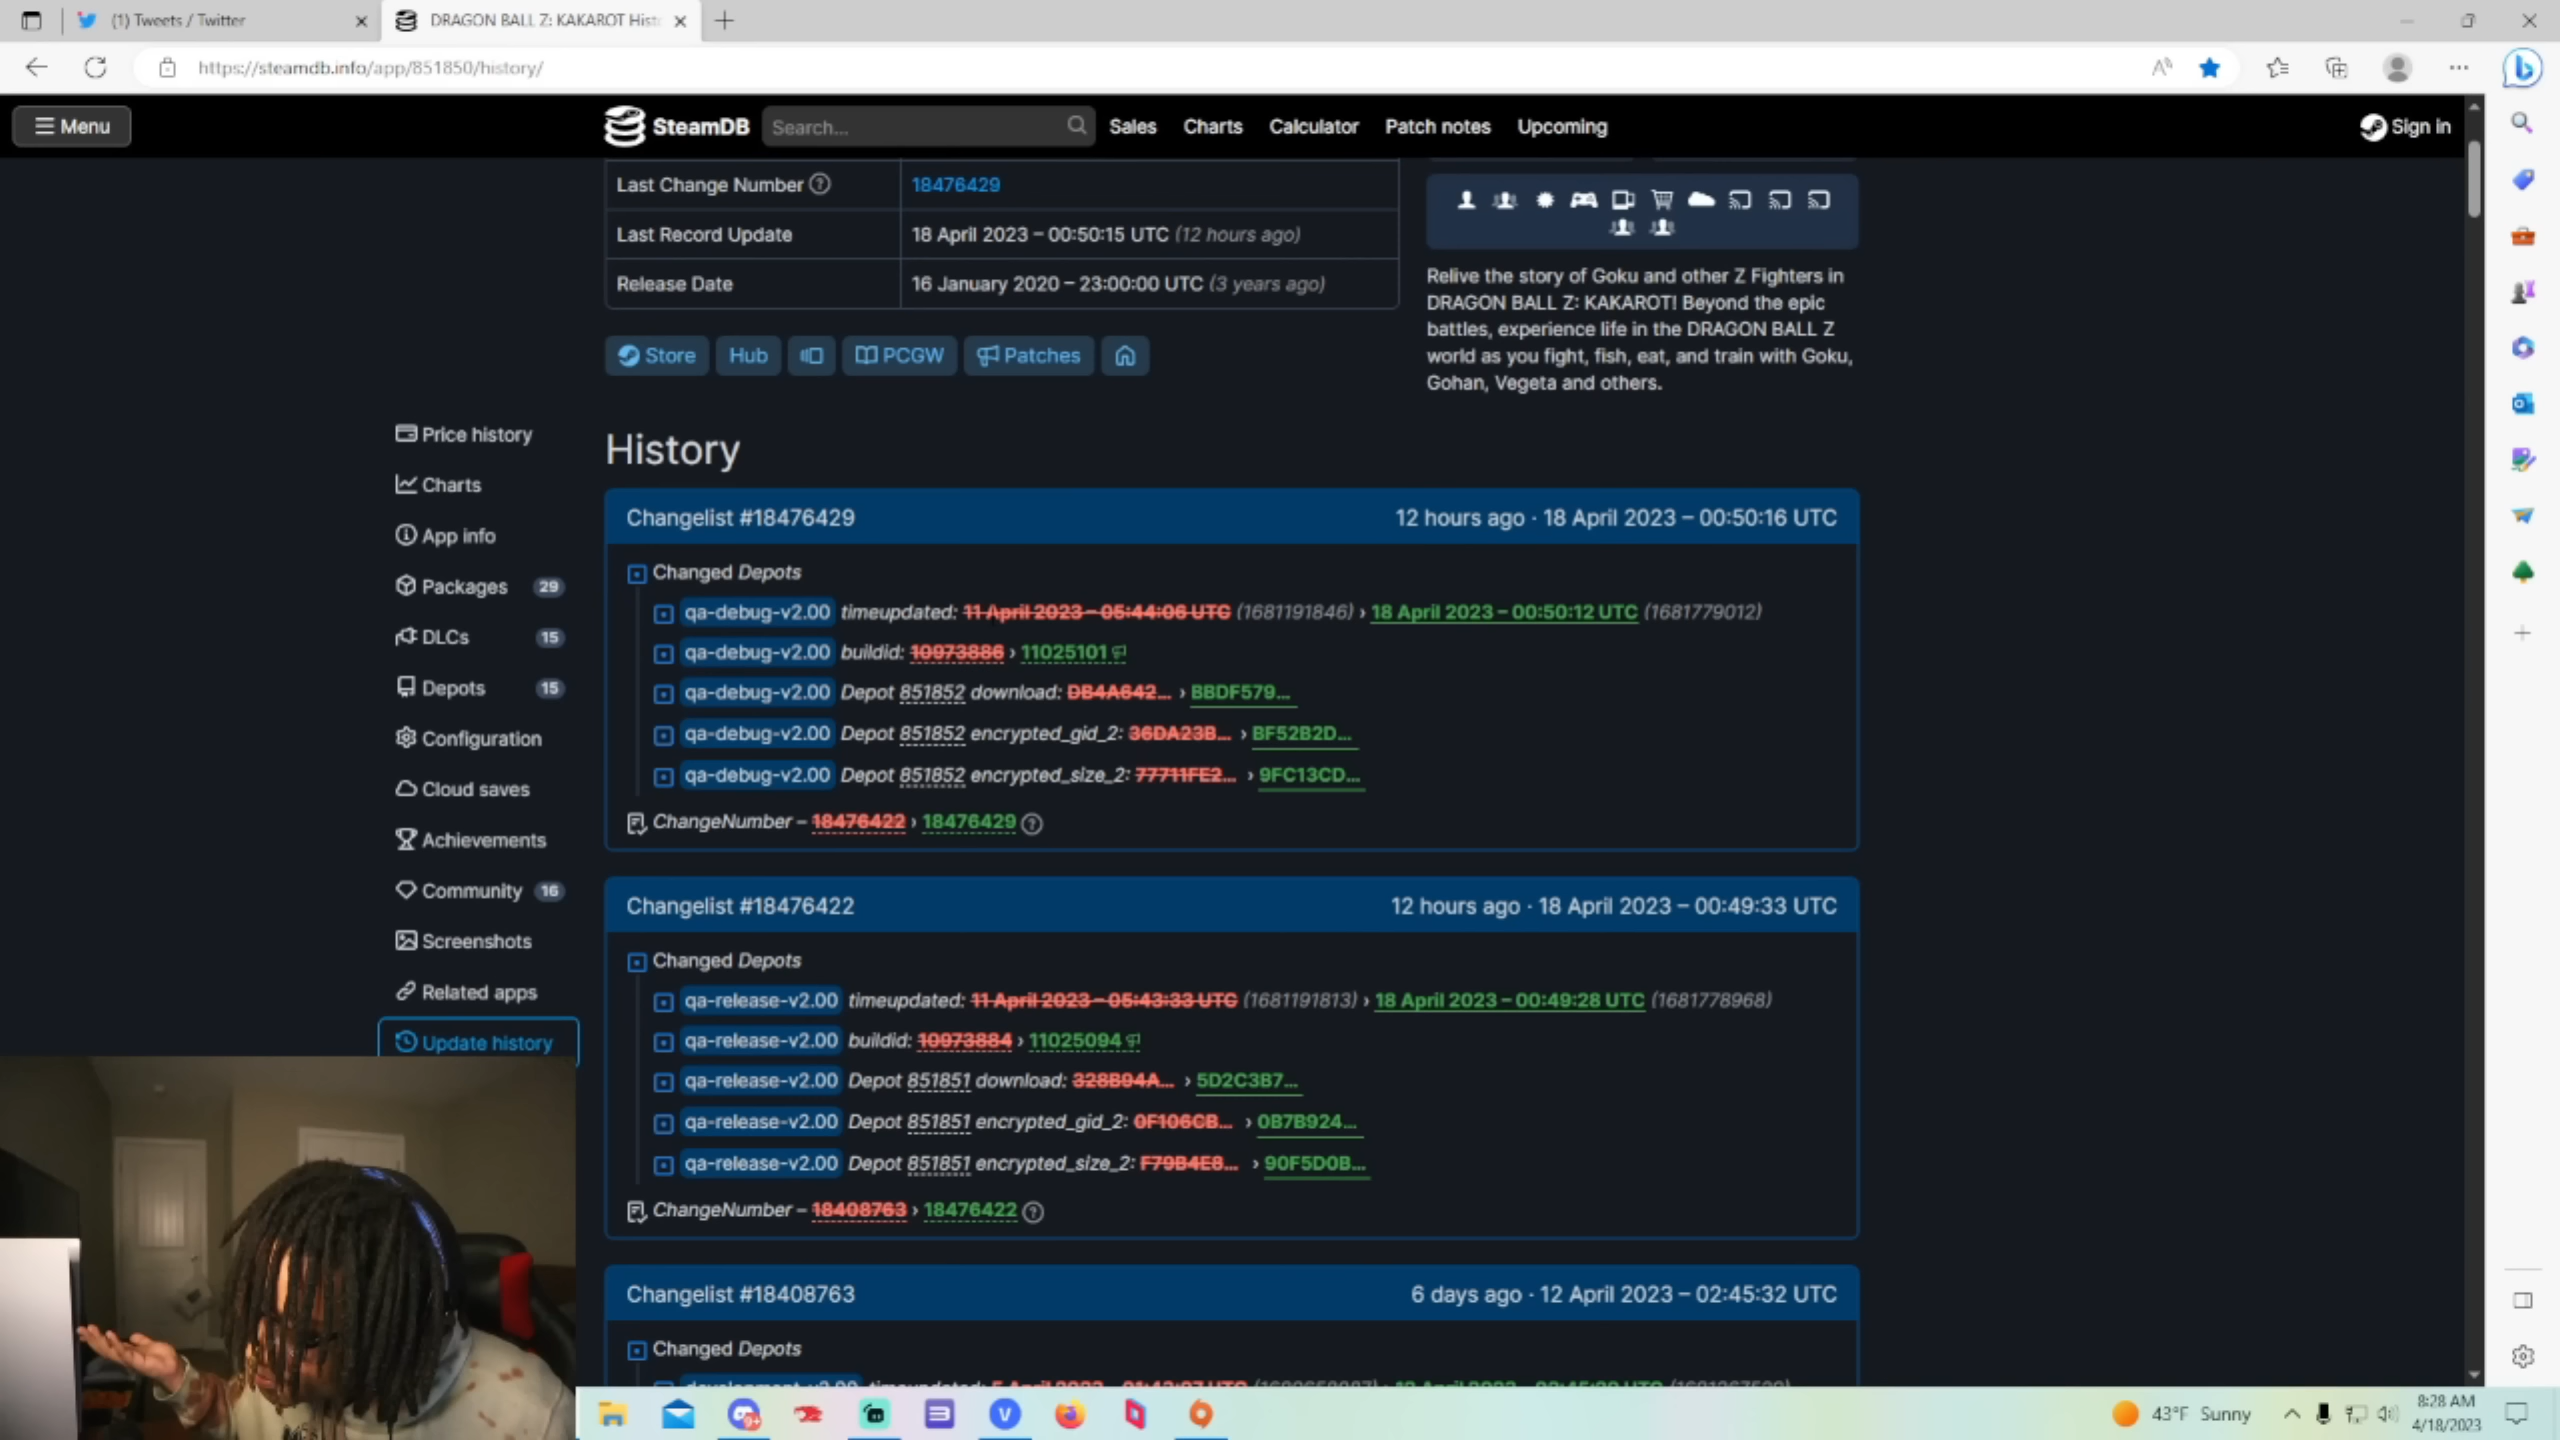 (1) Tweets / Twitter
DRAGON BALL Z: KAKAROT Hist
https://steamdb.info/app/851850/history/
Menu
SteamDB
Search...
Sales
Charts
Calculator
Patch notes
Upcoming
Sign in
Last Change Number
18476429
Last Record Update
18 April 2023 – 00:50:15 UTC (12 hours ago)
Release Date
16 January 2020 – 23:00:00 UTC (3 years ago)
Store
Hub
PCGW
Patches
Relive the story of Goku and other Z Fighters in
DRAGON BALL Z: KAKAROT! Beyond the epic
battles, experience life in the DRAGON BALL Z
world as you fight, fish, eat, and train with Goku,
Gohan, Vegeta and others.
Price history
Charts
App info
Packages 29
DLCs 15
Depots 15
Configuration
Cloud saves
Achievements
Community 16
Screenshots
Related apps
Update history
History
Changelist #18476429
12 hours ago · 18 April 2023 – 00:50:16 UTC
Changed Depots
qa-debug-v2.00 timeupdated: 11 April 2023 – 05:44:06 UTC (1681191846) › 18 April 2023 – 00:50:12 UTC (1681779012)
qa-debug-v2.00 buildid: 10973886 › 11025101
qa-debug-v2.00 Depot 851852 download: DB4A642... › BBDF579...
qa-debug-v2.00 Depot 851852 encrypted_gid_2: 36DA23B... › BF52B2D...
qa-debug-v2.00 Depot 851852 encrypted_size_2: 77711FE2... › 9FC13CD...
ChangeNumber – 18476422 › 18476429
Changelist #18476422
12 hours ago · 18 April 2023 – 00:49:33 UTC
Changed Depots
qa-release-v2.00 timeupdated: 11 April 2023 – 05:43:33 UTC (1681191813) › 18 April 2023 – 00:49:28 UTC (1681778968)
qa-release-v2.00 buildid: 10973884 › 11025094
qa-release-v2.00 Depot 851851 download: 328B94A... › 5D2C3B7...
qa-release-v2.00 Depot 851851 encrypted_gid_2: 0F106CB... › 0B7B924...
qa-release-v2.00 Depot 851851 encrypted_size_2: F79B4E8... › 90F5D0B...
ChangeNumber – 18408763 › 18476422
Changelist #18408763
6 days ago · 12 April 2023 – 02:45:32 UTC
Changed Depots
43°F Sunny
8:28 AM
4/18/2023